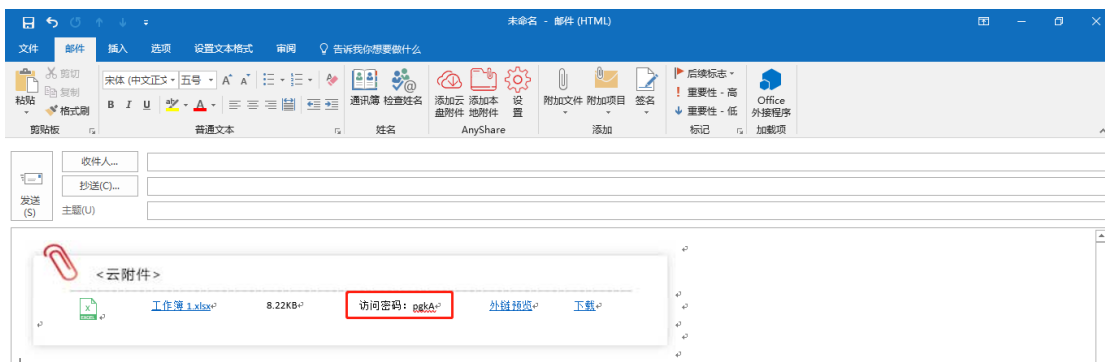 未命名 - 邮件 (HTML)
文件 邮件 插入 选项 设置文本格式 审阅 告诉我你想要做什么
粘贴 剪切 复制 格式刷
宋体 (中文正文 五号 A A
B I U aby A
通讯簿 检查姓名
添加云盘附件 添加本地附件 设置
附加文件 附加项目 签名
后续标志
重要性 - 高
重要性 - 低
Office 外接程序
剪贴板 普通文本 姓名 AnyShare 添加 标记 加载项
发送(S)
收件人...
抄送(C)...
主题(U)
<云附件>
工作簿 1.xlsx 8.22KB 访问密码：pgkA 外链预览 下载